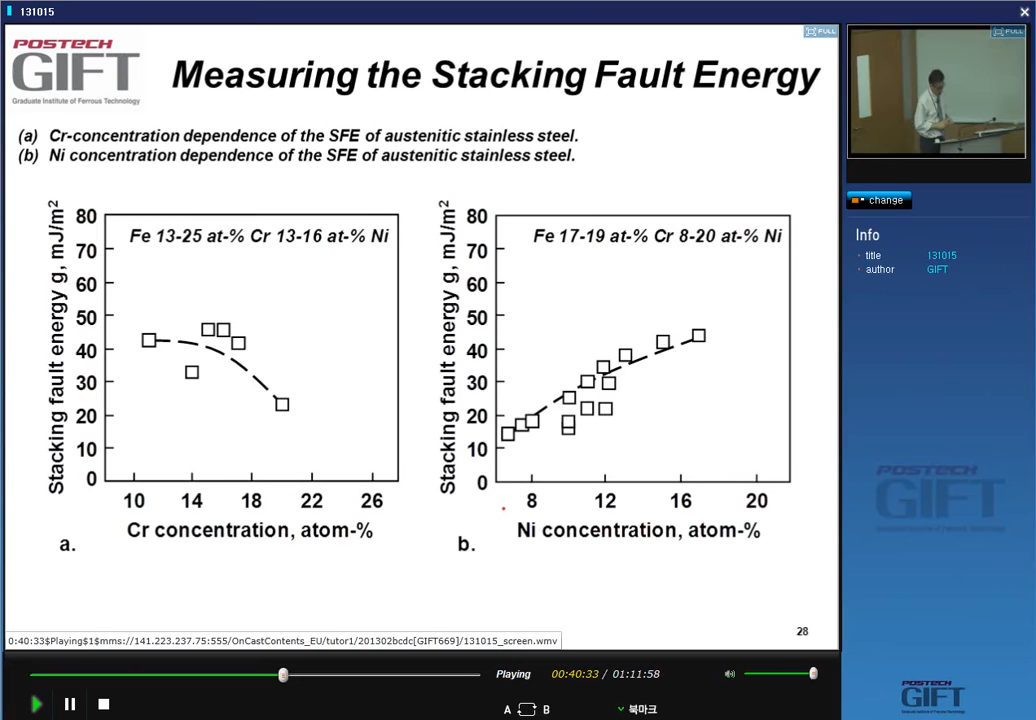 131015
FULL
POSTECH
GIFT
Graduate Institute of Ferrous Technology
Measuring the Stacking Fault Energy
(a) Cr-concentration dependence of the SFE of austenitic stainless steel.
(b) Ni concentration dependence of the SFE of austenitic stainless steel.
Stacking fault energy g, mJ/m2
80
70
60
50
40
30
20
10
0
Fe 13-25 at-% Cr 13-16 at-% Ni
10 14 18 22 26
Cr concentration, atom-%
a.
Stacking fault energy g, mJ/m2
80
70
60
50
40
30
20
10
0
Fe 17-19 at-% Cr 8-20 at-% Ni
8 12 16 20
Ni concentration, atom-%
b.
28
0:40:33$Playing$1$mms://141.223.237.75:555/OnCastContents_EU/tutor1/201302bcdc[GIFT669]/131015_screen.wmv
Playing 00:40:33 / 01:11:58
A B 북마크
FULL
change
Info
title 131015
author GIFT
POSTECH
GIFT
Graduate Institute of Ferrous Technology
POSTECH
GIFT